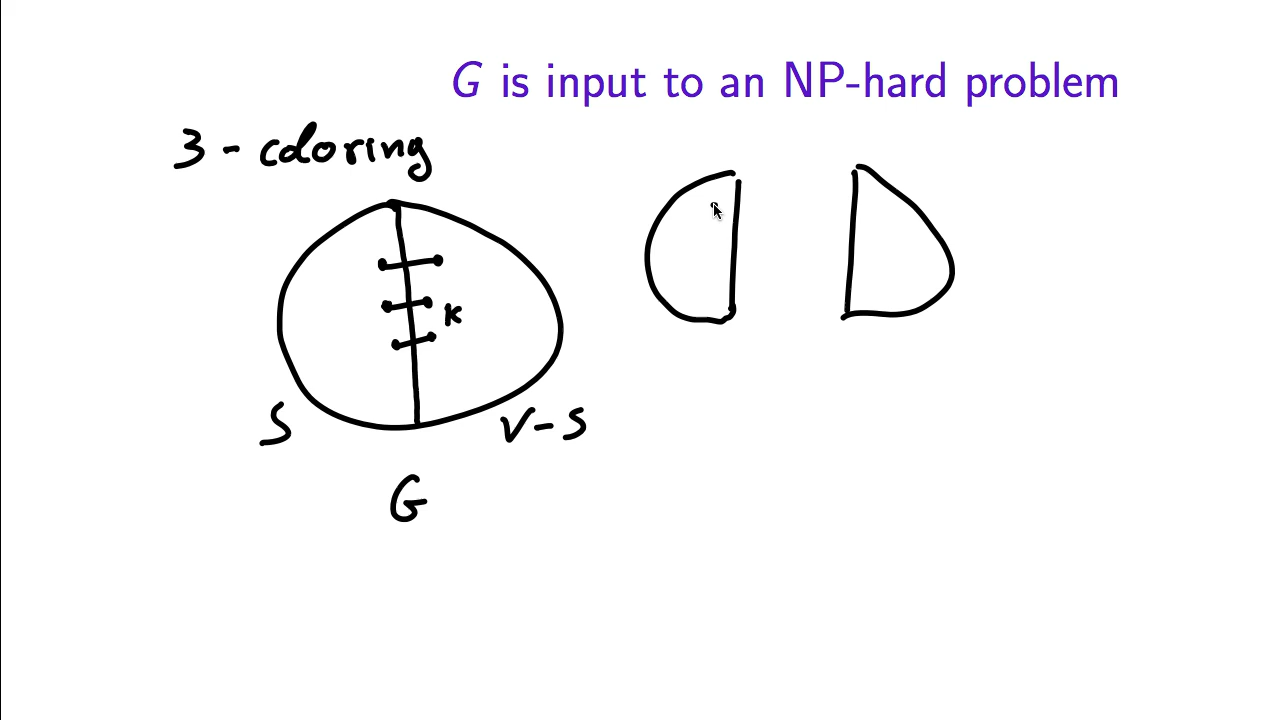 G is input to an NP-hard problem
3 - coloring
K
S
V-S
G